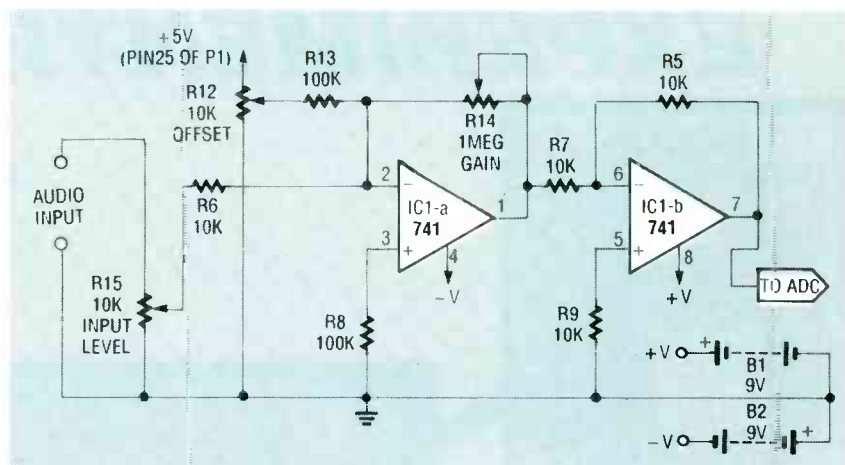 +5V
(PIN25 OF P1)
R12
10K
OFFSET
R13
100K
R14
1MEG
GAIN
R5
10K
R7
10K
AUDIO
INPUT
R6
10K
2
−
IC1-a
741
3
+
1
4
−V
6
−
IC1-b
741
5
+
7
8
+V
TO ADC
R15
10K
INPUT
LEVEL
R8
100K
R9
10K
+V
+
B1
9V
B2
9V
−V
+